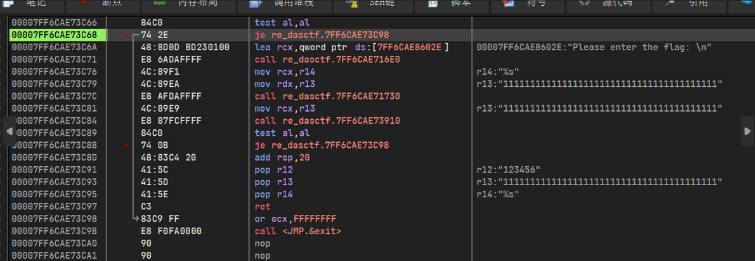 笔记 断点 内存布局 调用堆栈 SEH链 脚本 符号 源代码 引用
00007FF6CAE73C66 84C0 test al,al
00007FF6CAE73C68 74 2E je re_dasctf.7FF6CAE73C98
00007FF6CAE73C6A 48:8D0D BD230100 lea rcx,qword ptr ds:[7FF6CAE8602E] 00007FF6CAE8602E:"Please enter the flag: \n"
00007FF6CAE73C71 E8 6ADAFFFF call re_dasctf.7FF6CAE716E0
00007FF6CAE73C76 4C:89F1 mov rcx,r14 r14:"%s"
00007FF6CAE73C79 4C:89EA mov rdx,r13 r13:"1111111111111111111111111111111111111111"
00007FF6CAE73C7C E8 AFDAFFFF call re_dasctf.7FF6CAE71730
00007FF6CAE73C81 4C:89E9 mov rcx,r13 r13:"1111111111111111111111111111111111111111"
00007FF6CAE73C84 E8 87FCFFFF call re_dasctf.7FF6CAE73910
00007FF6CAE73C89 84C0 test al,al
00007FF6CAE73C8B 74 0B je re_dasctf.7FF6CAE73C98
00007FF6CAE73C8D 48:83C4 20 add rsp,20
00007FF6CAE73C91 41:5C pop r12 r12:"123456"
00007FF6CAE73C93 41:5D pop r13 r13:"1111111111111111111111111111111111111111"
00007FF6CAE73C95 41:5E pop r14 r14:"%s"
00007FF6CAE73C97 C3 ret
00007FF6CAE73C98 83C9 FF or ecx,FFFFFFFF
00007FF6CAE73C9B E8 F0FA0000 call <JMP.&exit>
00007FF6CAE73CA0 90 nop
00007FF6CAE73CA1 90 nop